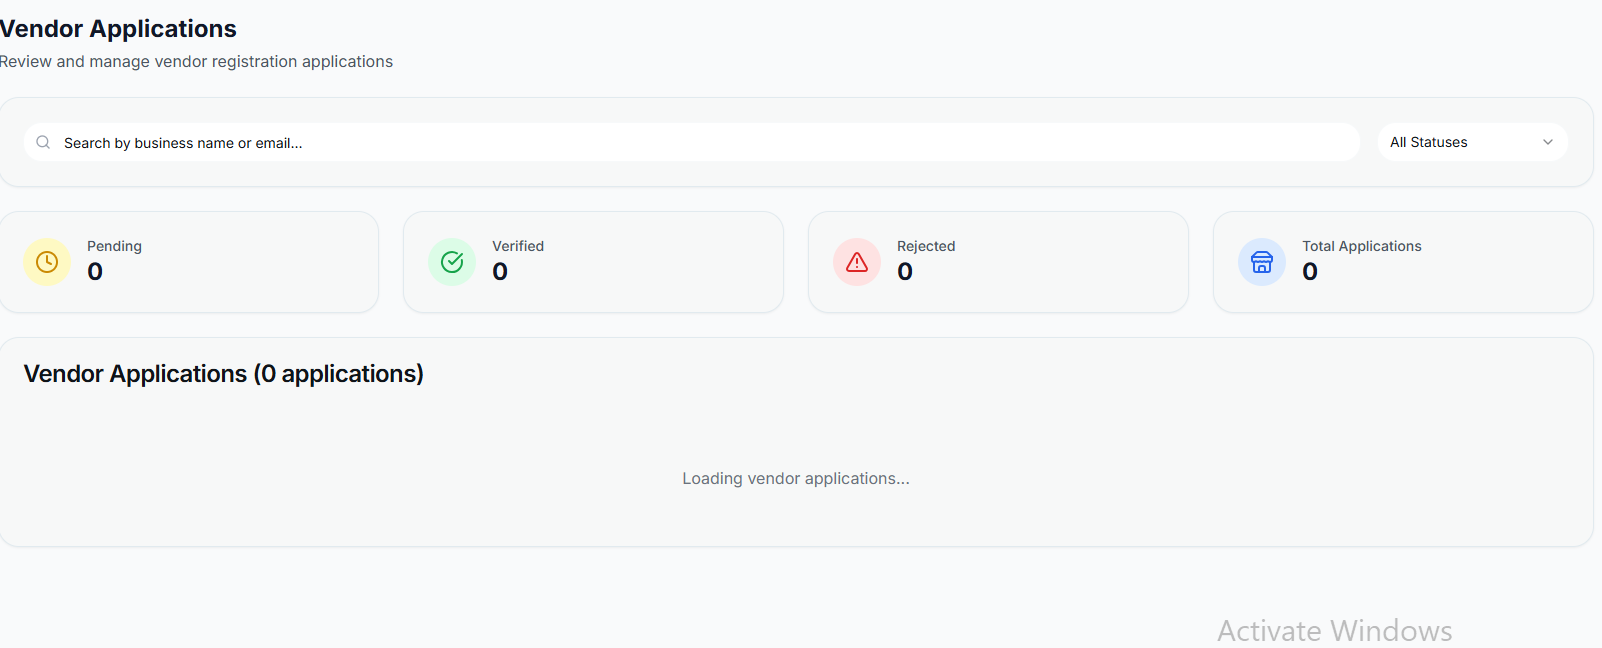 Vendor Applications
Review and manage vendor registration applications
Search by business name or email...
All Statuses
Pending
0
Verified
0
Rejected
0
Total Applications
0
Vendor Applications (0 applications)
Loading vendor applications...
Activate Windows